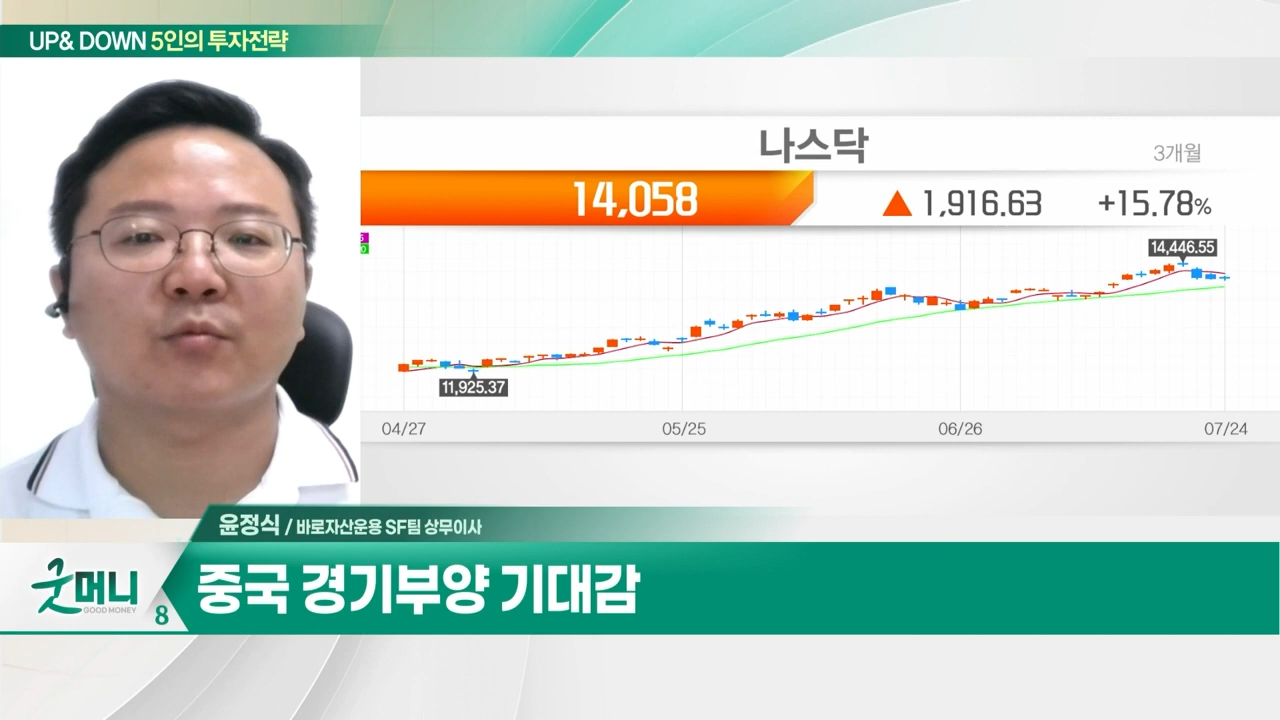 UP& DOWN 5인의 투자전략
나스닥
3개월
14,058 ▲ 1,916.63 +15.78%
14,446.55
11,925.37
04/27 05/25 06/26 07/24
윤정식 / 바로자산운용 SF팀 상무이사
굿머니
GOOD MONEY
8
중국 경기부양 기대감